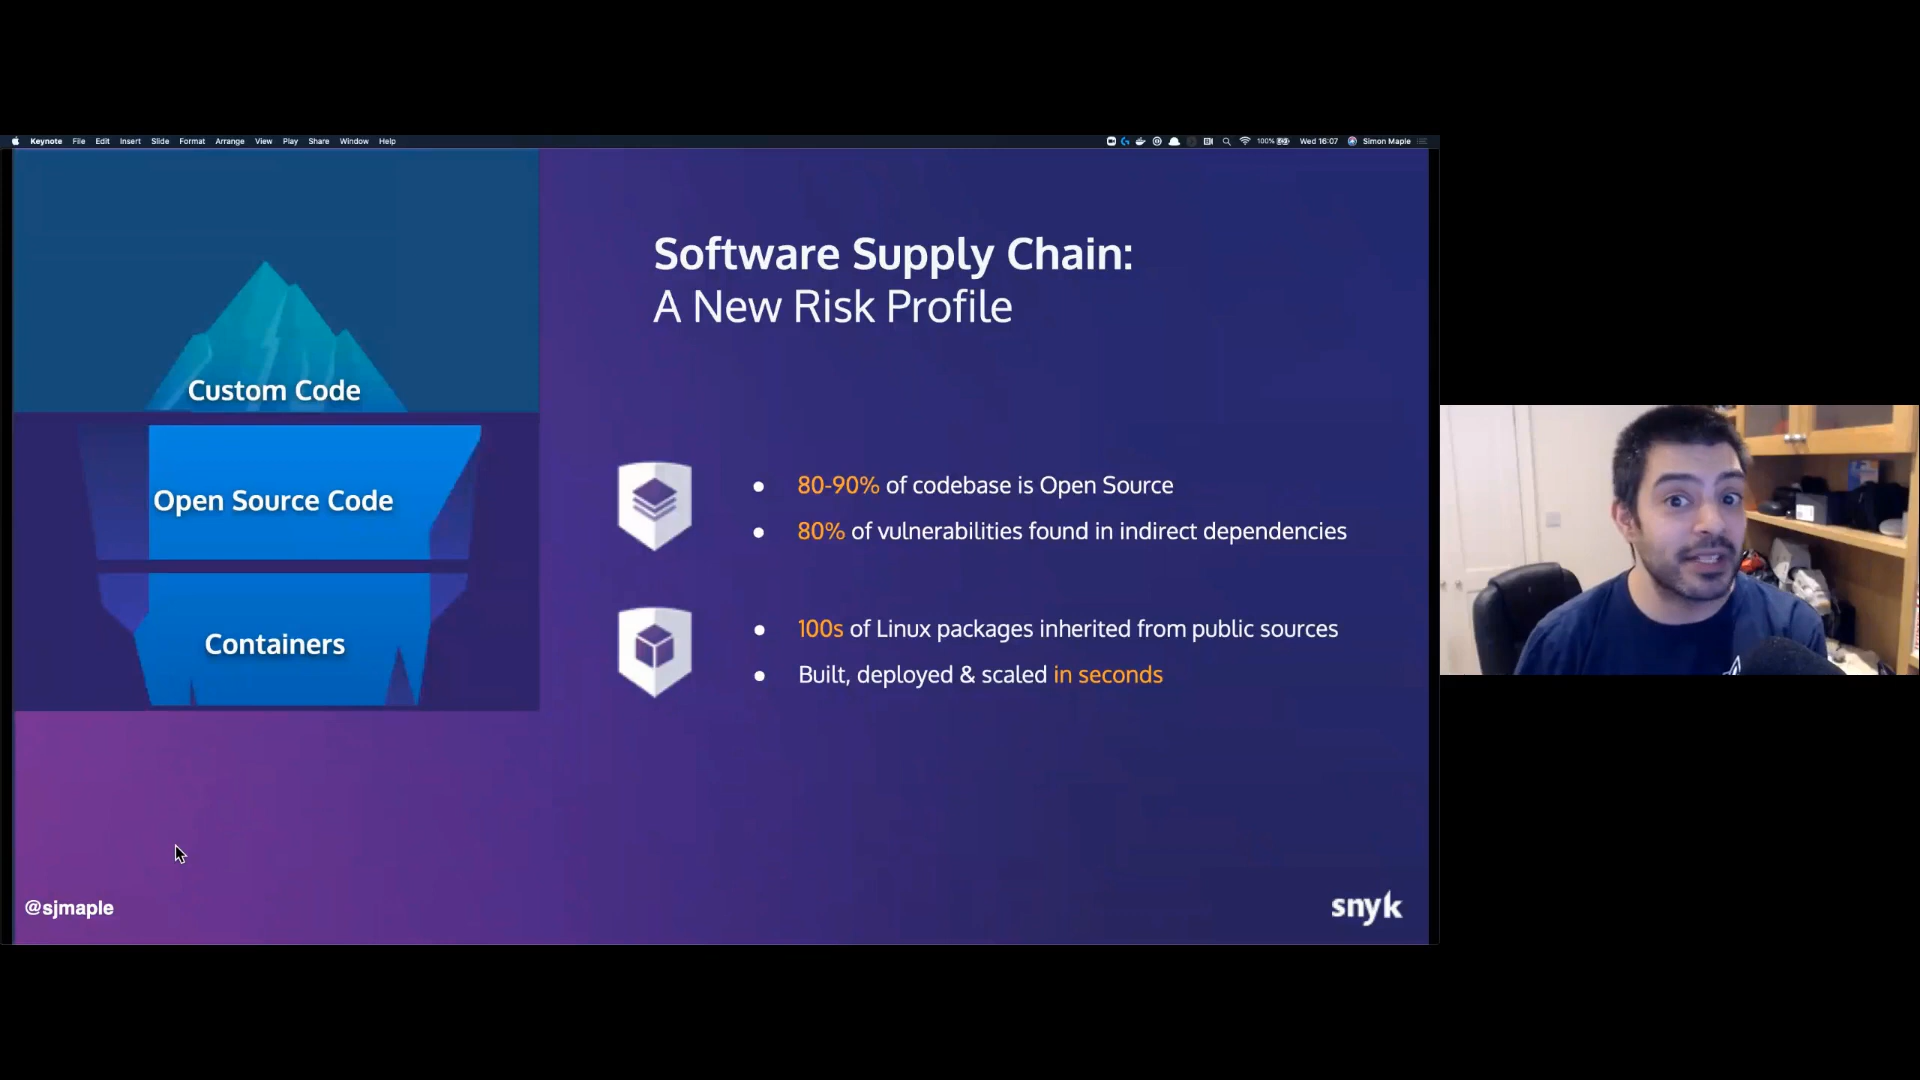 Keynote File Edit Insert Slide Format Arrange View Play Share Window Help
100% Wed 16:07 Simon Maple
Software Supply Chain:
A New Risk Profile
Custom Code
Open Source Code
Containers
● 80-90% of codebase is Open Source
● 80% of vulnerabilities found in indirect dependencies
● 100s of Linux packages inherited from public sources
● Built, deployed & scaled in seconds
@sjmaple
snyk